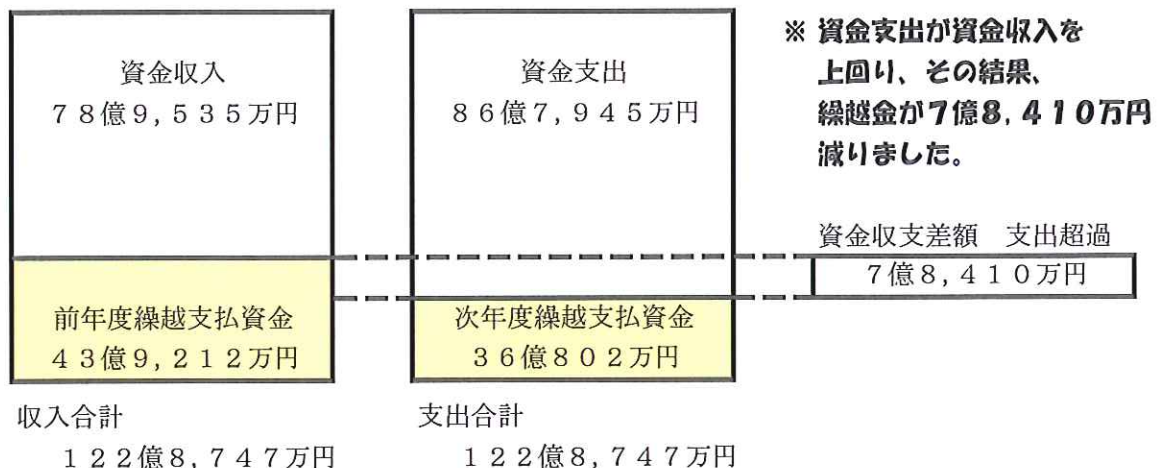 資金収入
７８億９,５３５万円
前年度繰越支払資金
４３億９,２１２万円
収入合計
１２２億８,７４７万円
資金支出
８６億７,９４５万円
次年度繰越支払資金
３６億８０２万円
支出合計
１２２億８,７４７万円
※ 資金支出が資金収入を
上回り、その結果、
繰越金が７億８,４１０万円
減りました。
資金収支差額　支出超過
７億８,４１０万円